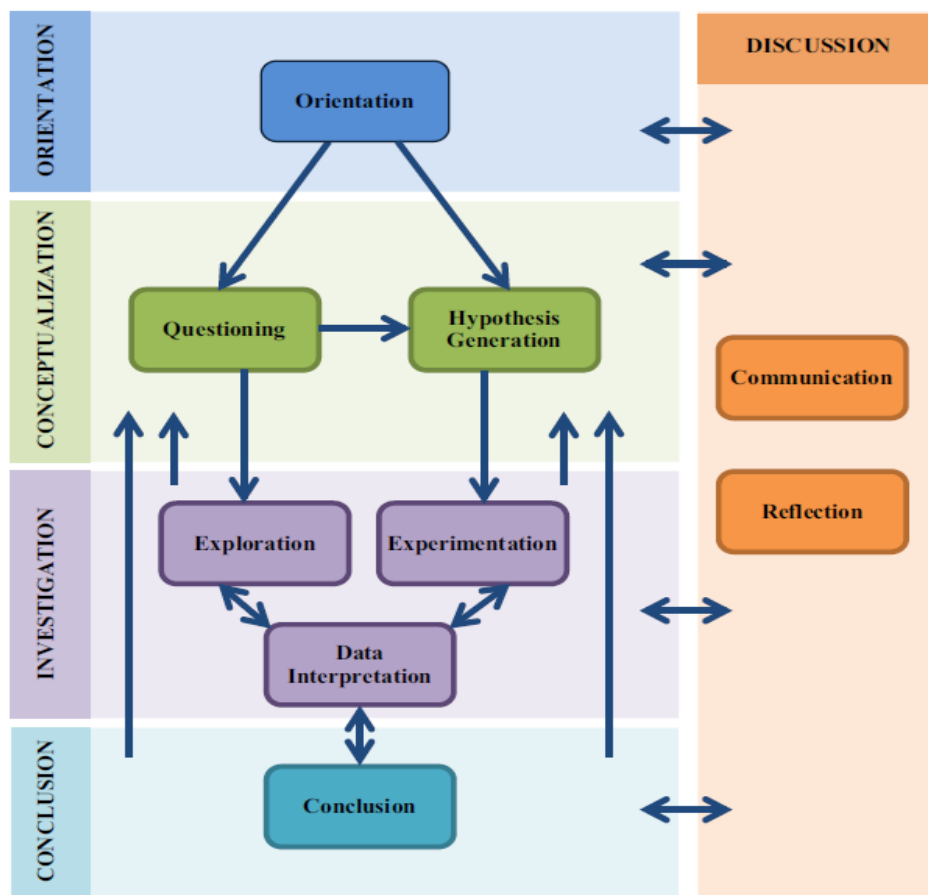 ORIENTATION
Orientation
CONCEPTUALIZATION
Questioning
Hypothesis
Generation
INVESTIGATION
Exploration
Experimentation
Data
Interpretation
CONCLUSION
Conclusion
DISCUSSION
Communication
Reflection